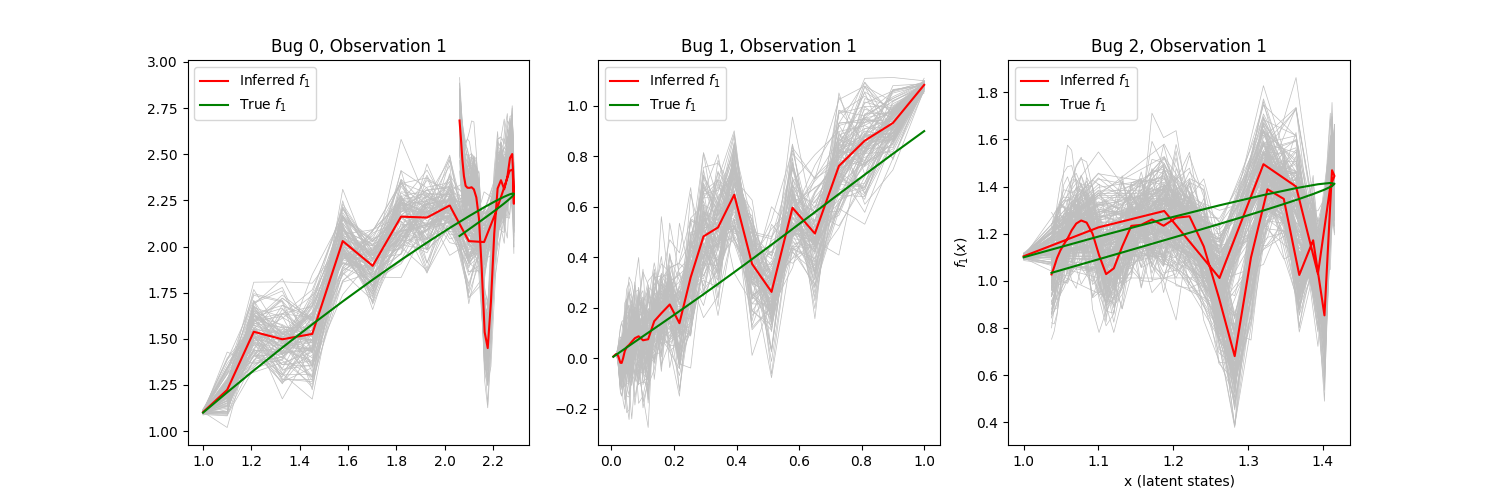 Bug 0, Observation 1
Inferred f₁
True f₁
3.00
2.75
2.50
2.25
2.00
1.75
1.50
1.25
1.00
1.0 1.2 1.4 1.6 1.8 2.0 2.2
Bug 1, Observation 1
Inferred f₁
True f₁
1.0
0.8
0.6
0.4
0.2
0.0
−0.2
0.0 0.2 0.4 0.6 0.8 1.0
Bug 2, Observation 1
Inferred f₁
True f₁
f₁(x)
1.8
1.6
1.4
1.2
1.0
0.8
0.6
0.4
1.0 1.1 1.2 1.3 1.4
x (latent states)